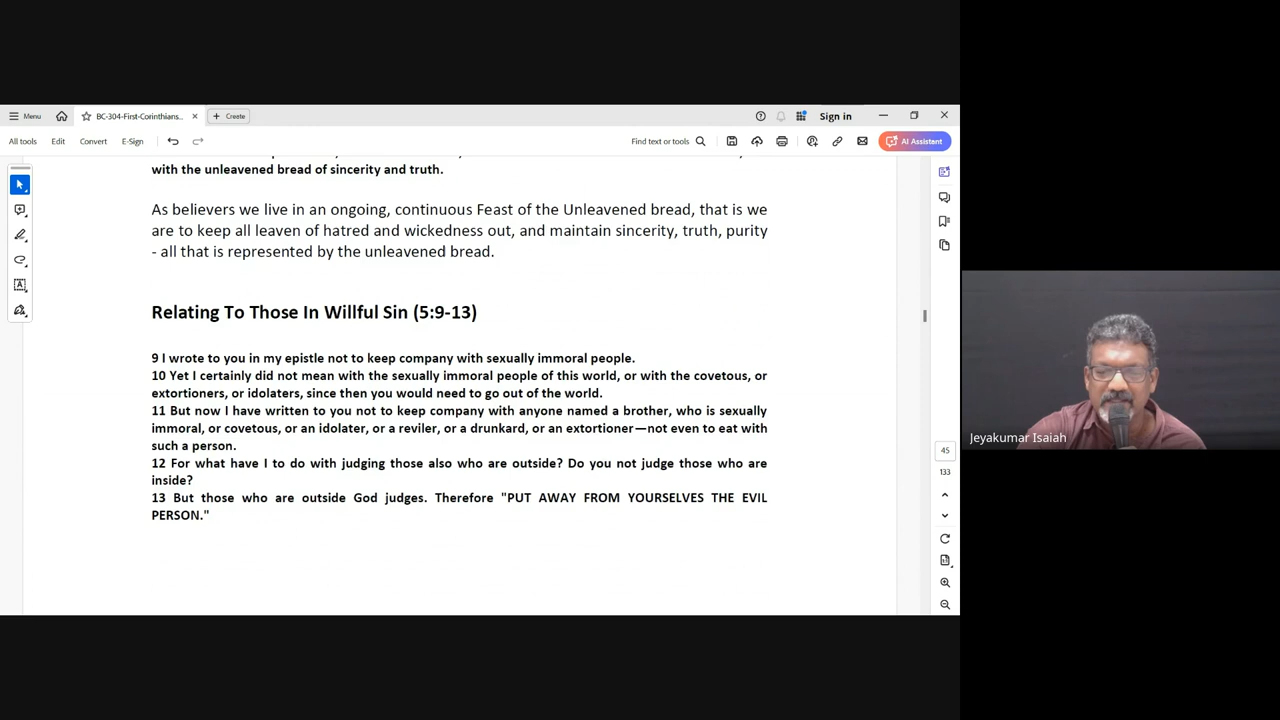 Menu
BC-304-First-Corinthians...
Create
Sign in
All tools
Edit
Convert
E-Sign
Find text or tools
AI Assistant
with the unleavened bread of sincerity and truth.
As believers we live in an ongoing, continuous Feast of the Unleavened bread, that is we
are to keep all leaven of hatred and wickedness out, and maintain sincerity, truth, purity
- all that is represented by the unleavened bread.
Relating To Those In Willful Sin (5:9-13)
9 I wrote to you in my epistle not to keep company with sexually immoral people.
10 Yet I certainly did not mean with the sexually immoral people of this world, or with the covetous, or
extortioners, or idolaters, since then you would need to go out of the world.
11 But now I have written to you not to keep company with anyone named a brother, who is sexually
immoral, or covetous, or an idolater, or a reviler, or a drunkard, or an extortioner—not even to eat with
such a person.
12 For what have I to do with judging those also who are outside? Do you not judge those who are
inside?
13 But those who are outside God judges. Therefore "PUT AWAY FROM YOURSELVES THE EVIL
PERSON."
45
133
Jeyakumar Isaiah